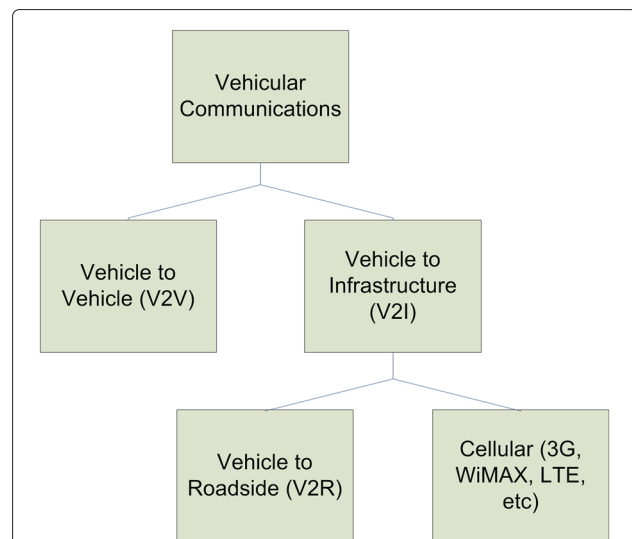 Vehicular
Communications
Vehicle to
Vehicle (V2V)
Vehicle to
Infrastructure
(V2I)
Vehicle to
Roadside (V2R)
Cellular (3G,
WiMAX, LTE,
etc)